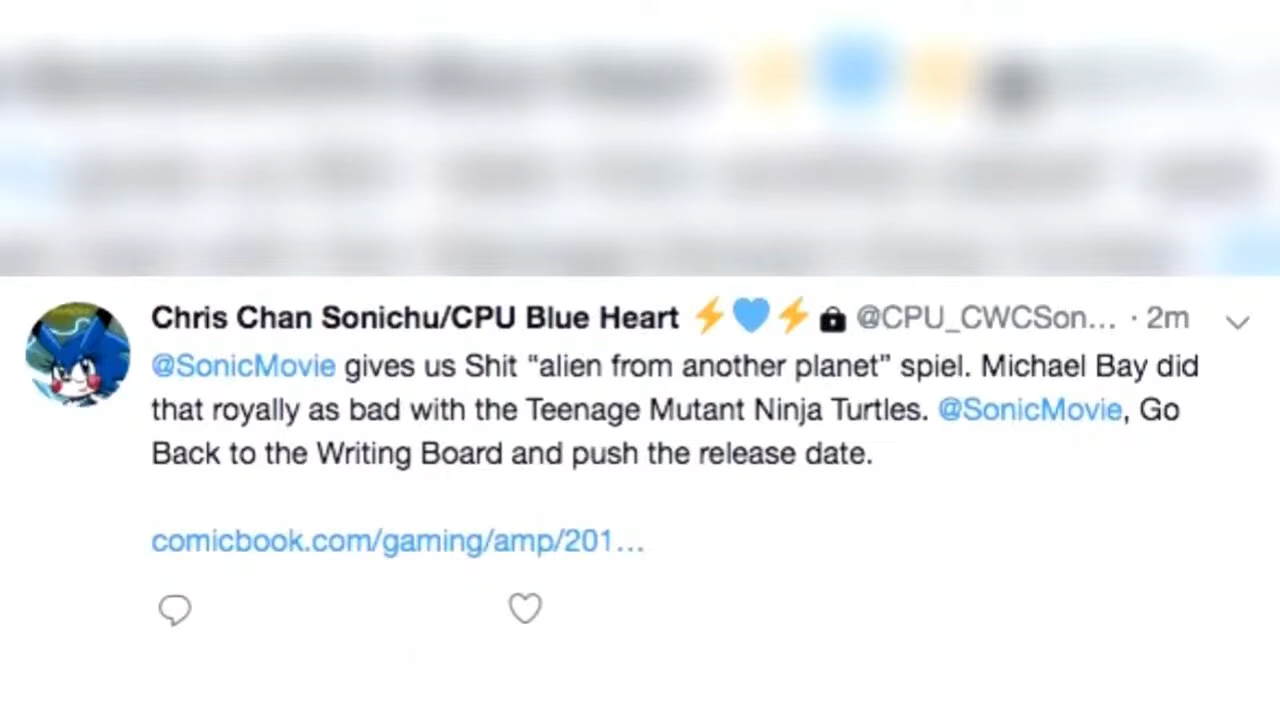 Chris Chan Sonichu/CPU Blue Heart ⚡💙⚡🔒 @CPU_CWCSon... · 2m
@SonicMovie gives us Shit “alien from another planet” spiel. Michael Bay did
that royally as bad with the Teenage Mutant Ninja Turtles. @SonicMovie, Go
Back to the Writing Board and push the release date.
comicbook.com/gaming/amp/201...